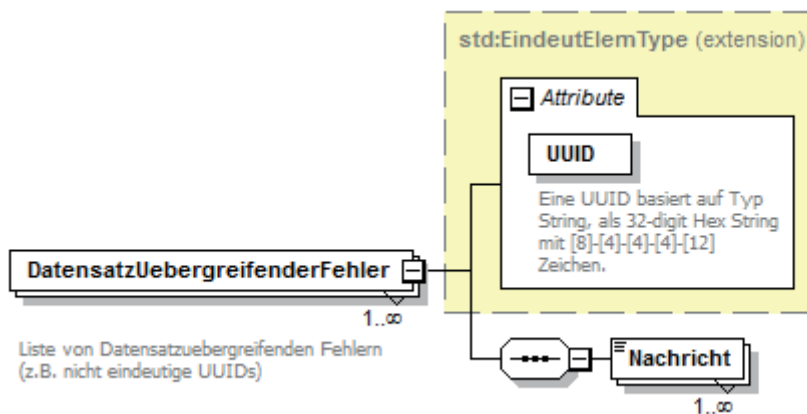 std:EindeutElemType (extension)
Attribute
UUID
Eine UUID basiert auf Typ
String, als 32-digit Hex String
mit [8]-[4]-[4]-[4]-[12]
Zeichen.
DatensatzUebergreifenderFehler
1..∞
Liste von Datensatzuebergreifenden Fehlern
(z.B. nicht eindeutige UUIDs)
Nachricht
1..∞